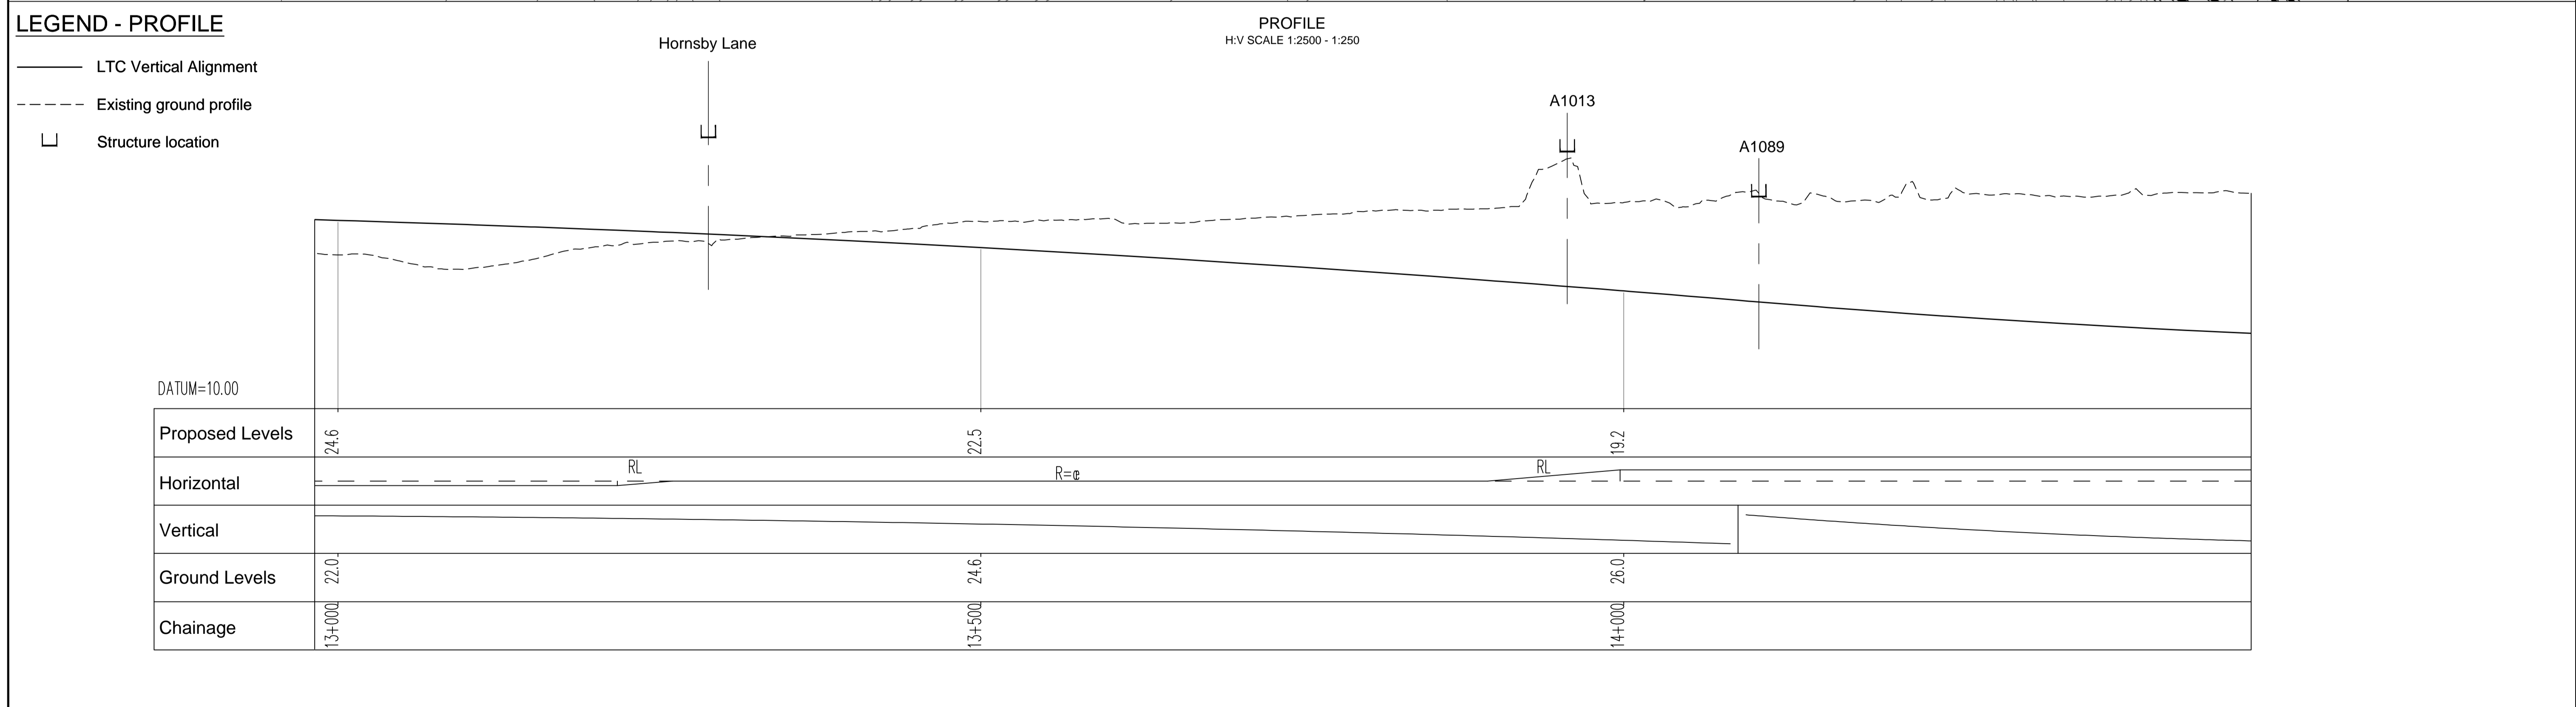 LEGEND - PROFILE
LTC Vertical Alignment
Existing ground profile
Structure location
PROFILE
H:V SCALE 1:2500 - 1:250
Hornsby Lane
A1013
A1089
DATUM=10.00
Proposed Levels 24.6 22.5 19.2
Horizontal RL R= RL
Vertical
Ground Levels 22.0 24.6 26.0
Chainage 13+000 13+500 14+000